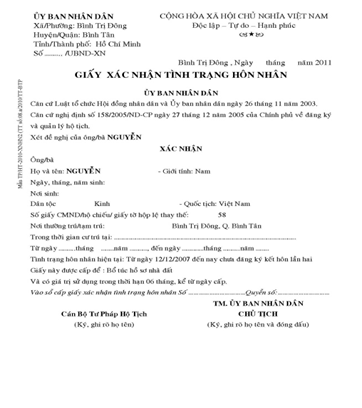 ỦY BAN NHÂN DÂN
Xã/Phường: Bình Trị Đông
Huyện/Quận: Bình Tân
Tỉnh/Thành phố: Hồ Chí Minh
Số ......... /UBND-XN
CỘNG HÒA XÃ HỘI CHỦ NGHĨA VIỆT NAM
Độc lập – Tự do – Hạnh phúc
Bình Trị Đông , Ngày tháng năm 2011
GIẤY XÁC NHẬN TÌNH TRẠNG HÔN NHÂN
ỦY BAN NHÂN DÂN
Căn cứ Luật tổ chức Hội đồng nhân dân và Ủy ban nhân dân ngày 26 tháng 11 năm 2003.
Căn cứ nghị định số 158/2005/ND-CP ngày 27 thág 12 năm 2005 của Chính phủ về đăng ký
và quản lý hộ tịch.
Xét đề nghị của ông/bà NGUYỄN
XÁC NHẬN
Ông/bà
Họ và tên: NGUYỄN - Giới tính: Nam
Ngày, tháng, năm sinh:
Nơi sinh:
Dân tộc Kinh - Quốc tịch: Việt Nam
Số giấy CMND/hộ chiếu/ giấy tờ hộp lệ thay thế: 58
Nơi thường trú/tạm trú: Bình Trị Đông, Q. Bình Tân
Trong thời gian cư trú tại: ..............................
Từ ngày ..........tháng .......năm........, đến ngày ............tháng ............ năm............
Tình trạng hôn nhân hiện tại: Từ ngày 12/12/2007 đến nay chưa đăng ký kết hôn lần hai
Giấy này được cấp để : Bổ túc hồ sơ nhà đất
Và có giá trị sử dụng trong thời hạn 06 tháng, kể từ ngày cấp.
Vào sổ cấp giấy xác nhận tình trạng hôn nhân Số ....................Quyển số:....................
TM. ỦY BAN NHÂN DÂN
Cán Bộ Tư Pháp Hộ Tịch
CHỦ TỊCH
(Ký, ghi rõ họ tên)
(Ký, ghi rõ họ tên và đóng dấu)